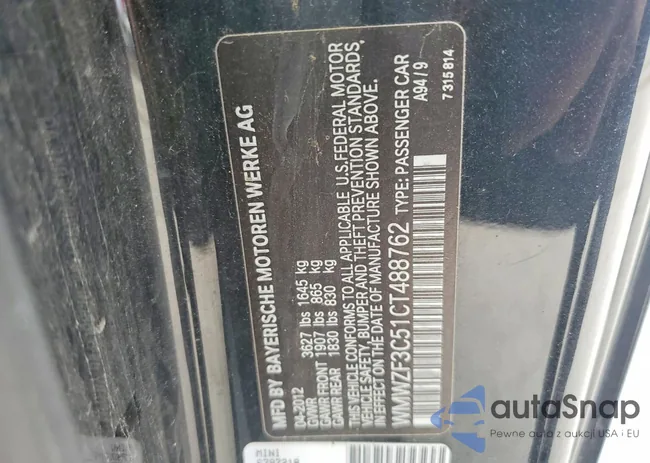 MFD BY BAYERISCHE MOTOREN WERKE AG
04-2012
GVWR 3627 lbs 1645 kg
GAWR FRONT 1907 lbs 865 kg
GAWR REAR 1830 lbs 830 kg
THIS VEHICLE CONFORMS TO ALL APPLICABLE U.S.FEDERAL MOTOR
VEHICLE SAFETY, BUMPER AND THEFT PREVENTION STANDARDS,
IN EFFECT ON THE DATE OF MANUFACTURE SHOWN ABOVE.
WMWZF3C51CT488762 TYPE: PASSENGER CAR
A94/9
7315814
MINI
autoSnap
Pewne auta z aukcji USA i EU